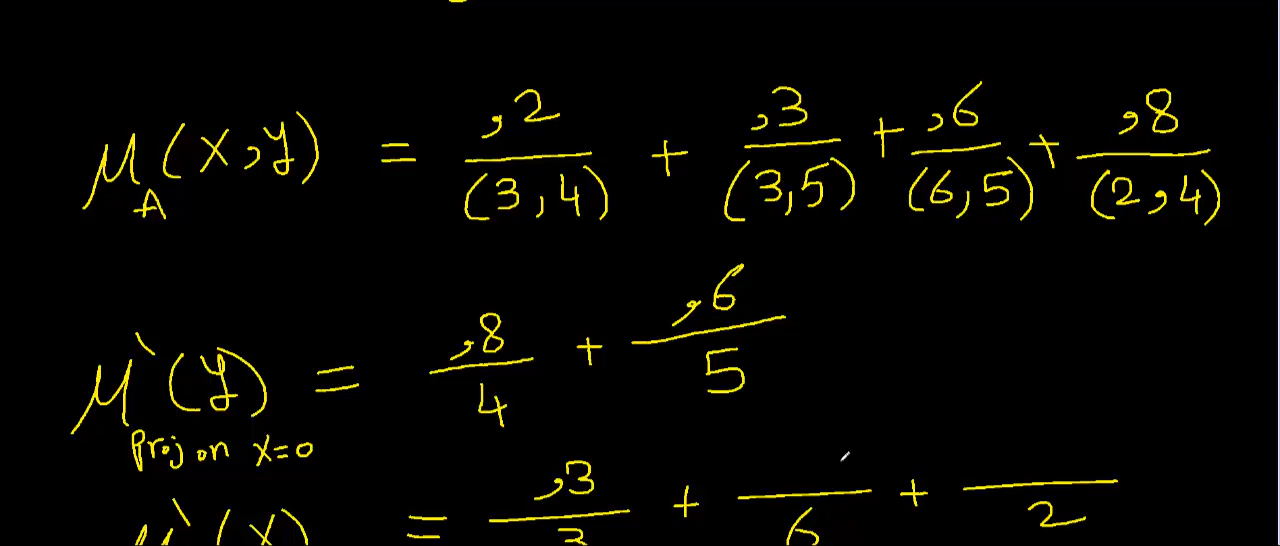 μ_A(x,y) = ,2/(3,4) + ,3/(3,5) + ,6/(6,5) + ,8/(2,4)
μ`(y) = ,8/4 + ,6/5
Proj on x=0
μ`(x) = ,3/3 + /6 + /2